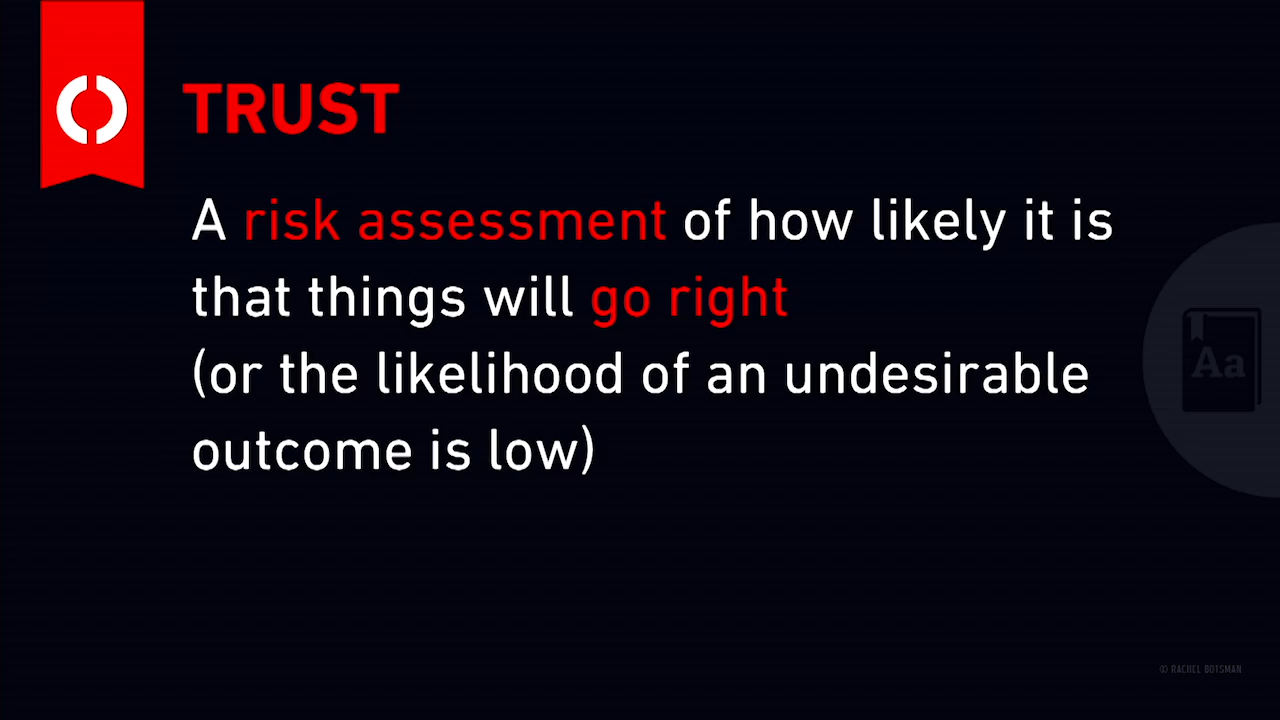 TRUST
A risk assessment of how likely it is
that things will go right
(or the likelihood of an undesirable
outcome is low)
Aa
© RACHEL BOTSMAN